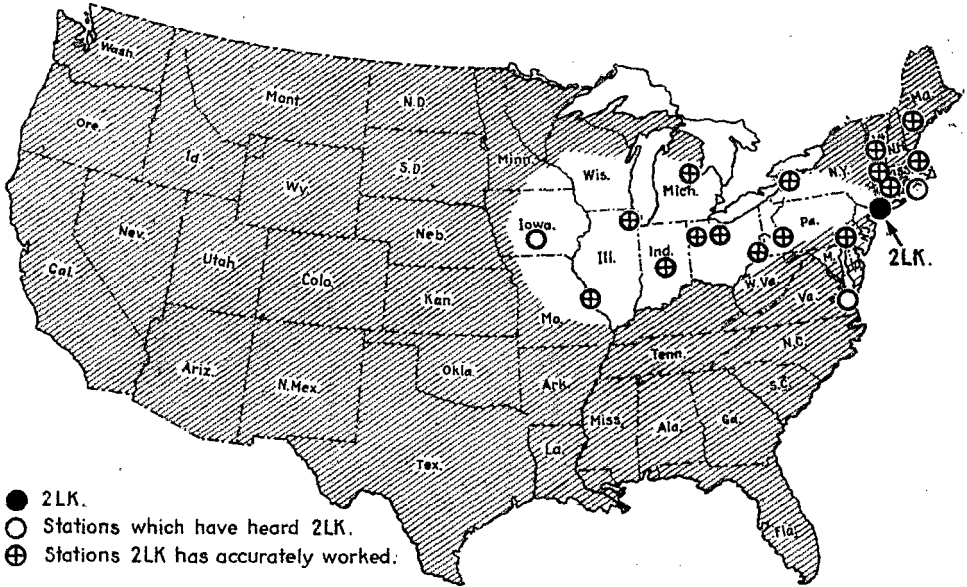 Wash.
Mont.
N.D.
Minn.
Ma.
Ore.
Id.
S.D.
Wis.
Mich.
N.Y.
N.H.
Wy.
Nev.
Neb.
Iowa.
Ill.
Ind.
Pa.
2LK.
Cal.
Utah
Colo.
Kan.
Mo.
W.Va.
Va.
M.
N.J.
Ariz.
N.Mex.
Okla.
Ark.
Tenn.
N.C.
S.C.
Miss.
Ala.
Ga.
Tex.
La.
Fla.
2LK.
Stations which have heard 2LK.
Stations 2LK has accurately worked.